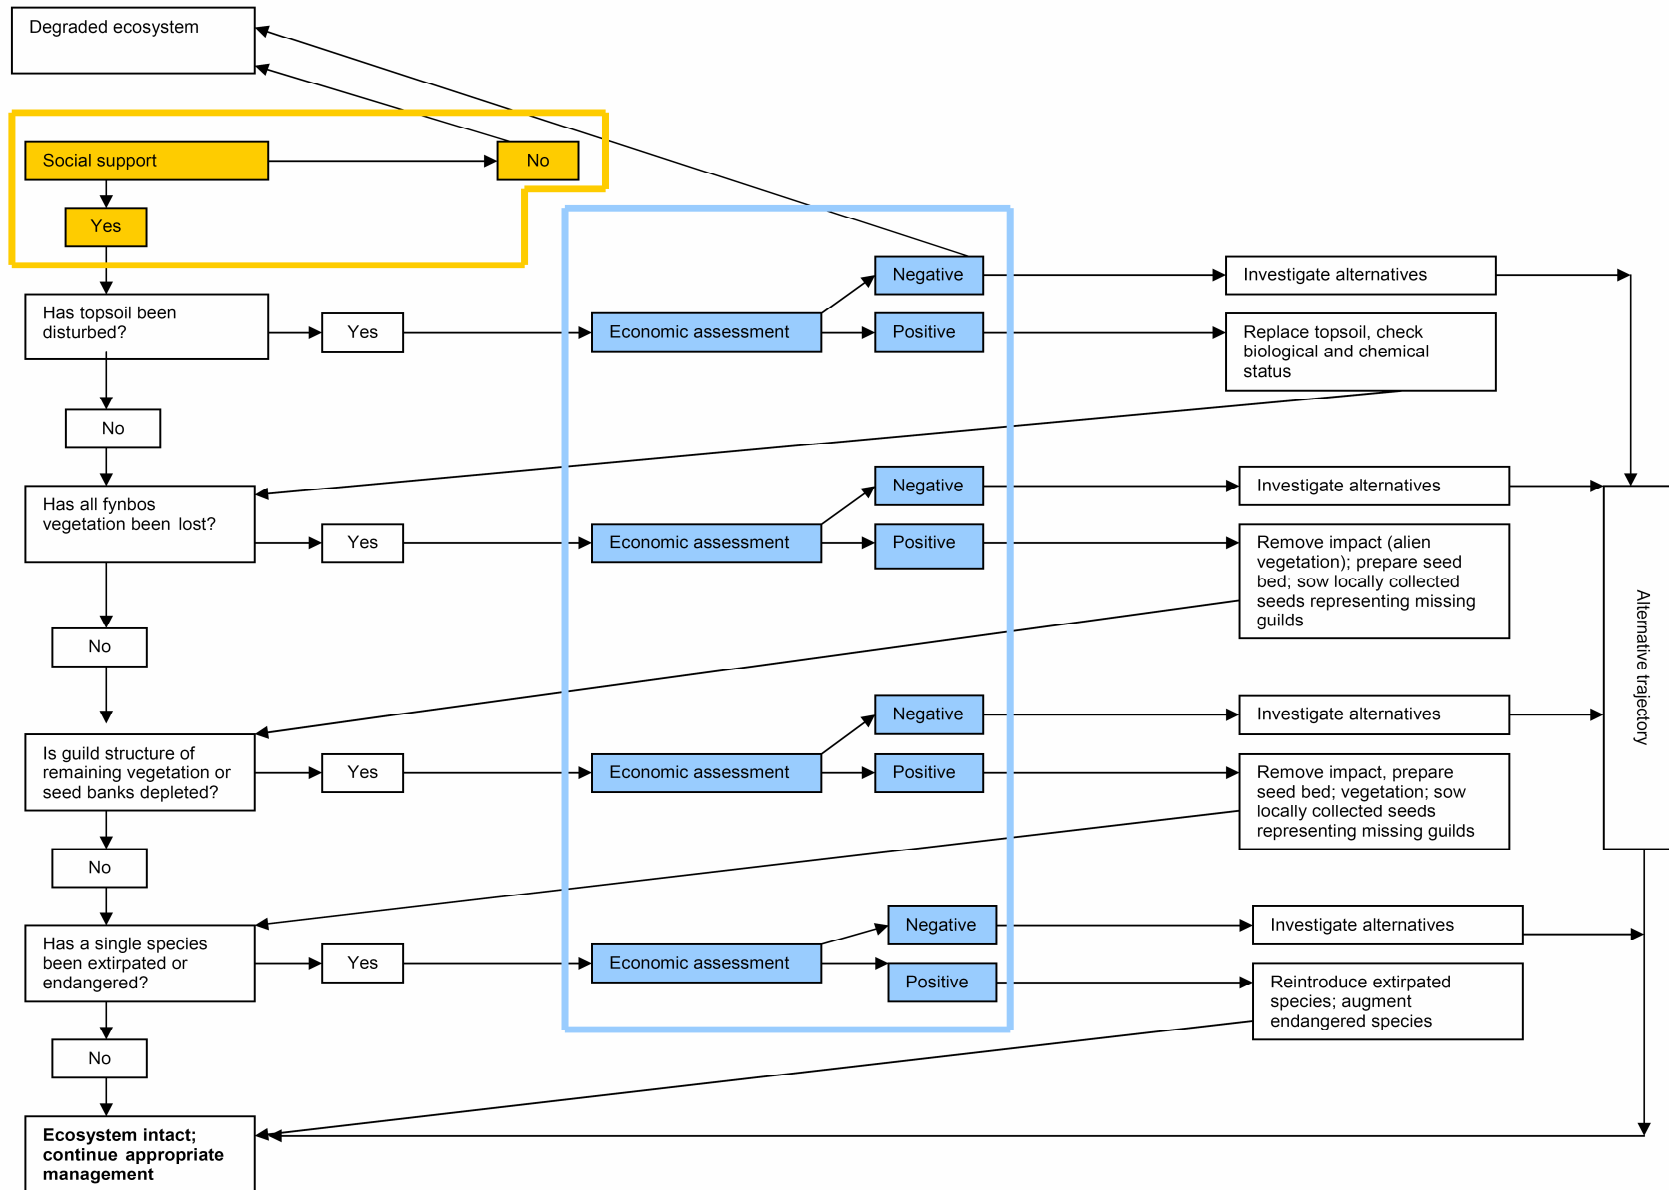 Degraded ecosystem
Social support
No
Yes
Has topsoil been
disturbed?
Yes
Economic assessment
Negative
Positive
Investigate alternatives
Replace topsoil, check
biological and chemical
status
No
Has all fynbos
vegetation been lost?
Yes
Economic assessment
Negative
Positive
Investigate alternatives
Remove impact (alien
vegetation); prepare seed
bed; sow locally collected
seeds representing missing
guilds
Alternative trajectory
No
Is guild structure of
remaining vegetation or
seed banks depleted?
Yes
Economic assessment
Negative
Positive
Investigate alternatives
Remove impact, prepare
seed bed; vegetation; sow
locally collected seeds
representing missing guilds
No
Has a single species
been extirpated or
endangered?
Yes
Economic assessment
Negative
Positive
Investigate alternatives
Reintroduce extirpated
species; augment
endangered species
No
Ecosystem intact;
continue appropriate
management